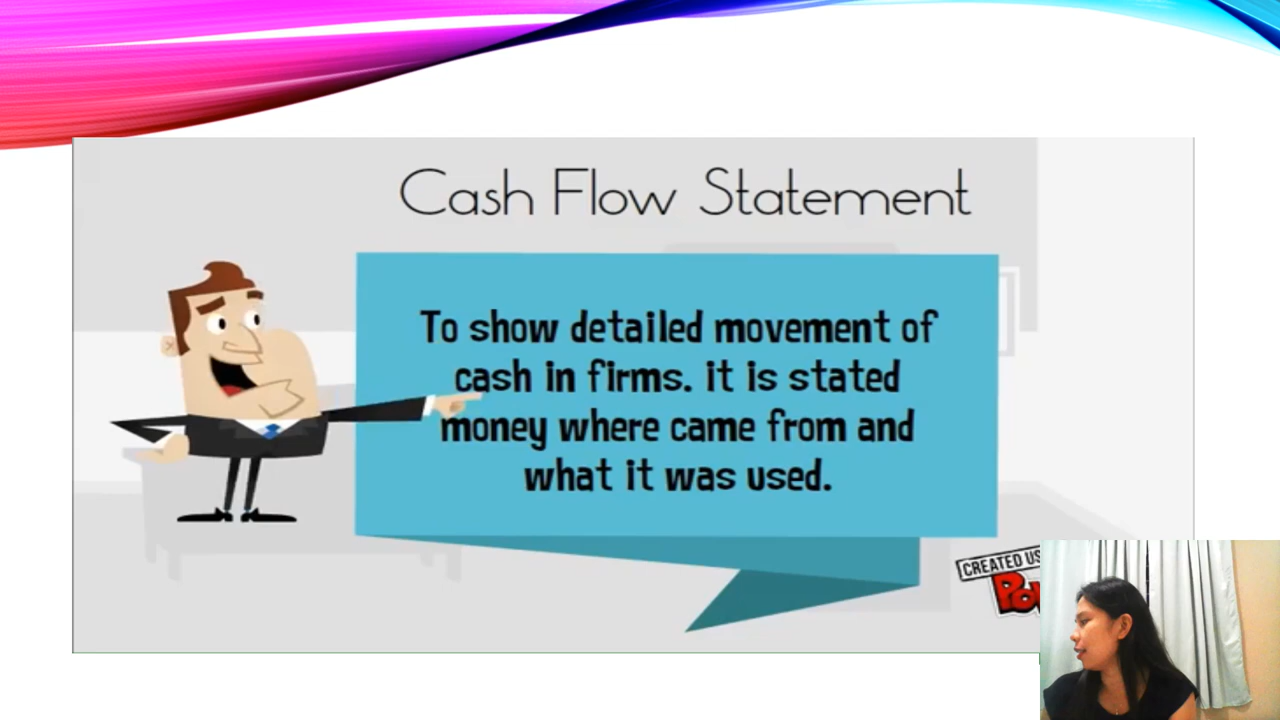 Cash Flow Statement
To show detailed movement of
cash in firms. it is stated
money where came from and
what it was used.
CREATED